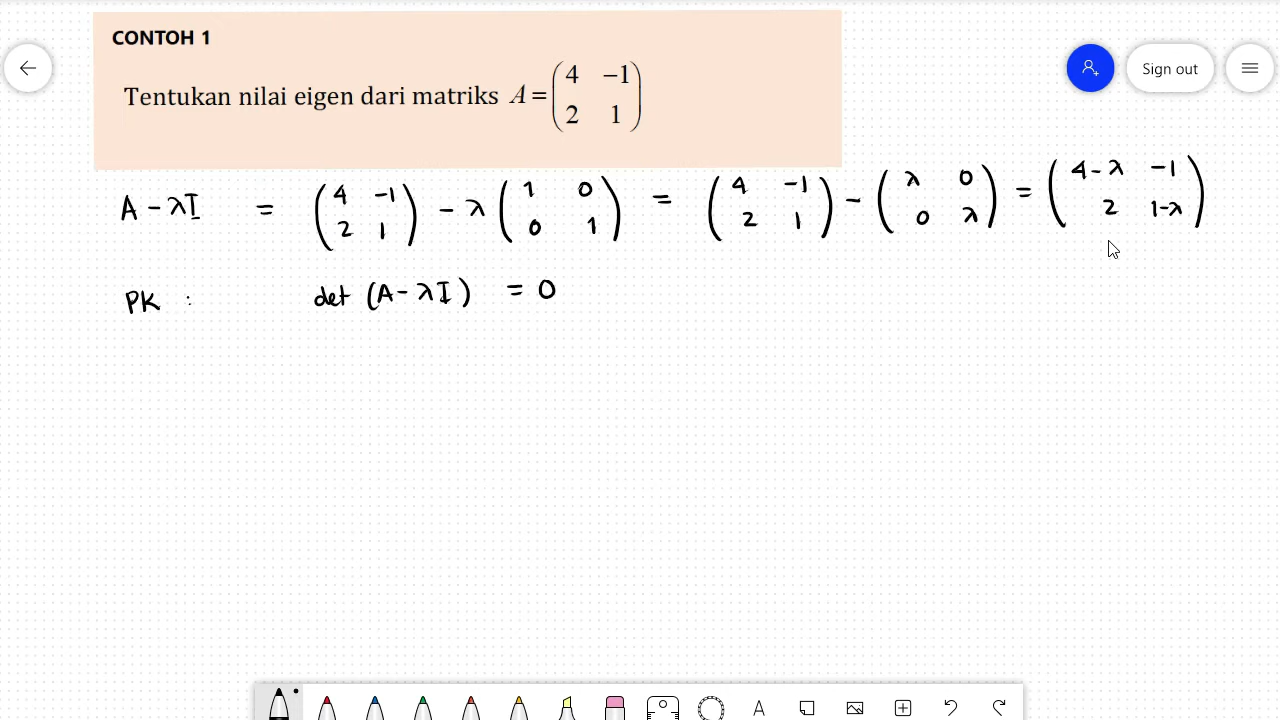 CONTOH 1
Sign out
Tentukan nilai eigen dari matriks A = (4 −1; 2 1)
A - λI = (4 -1; 2 1) - λ (1 0; 0 1) = (4 -1; 2 1) - (λ 0; 0 λ) = (4-λ -1; 2 1-λ)
PK : det (A - λI) = 0
A